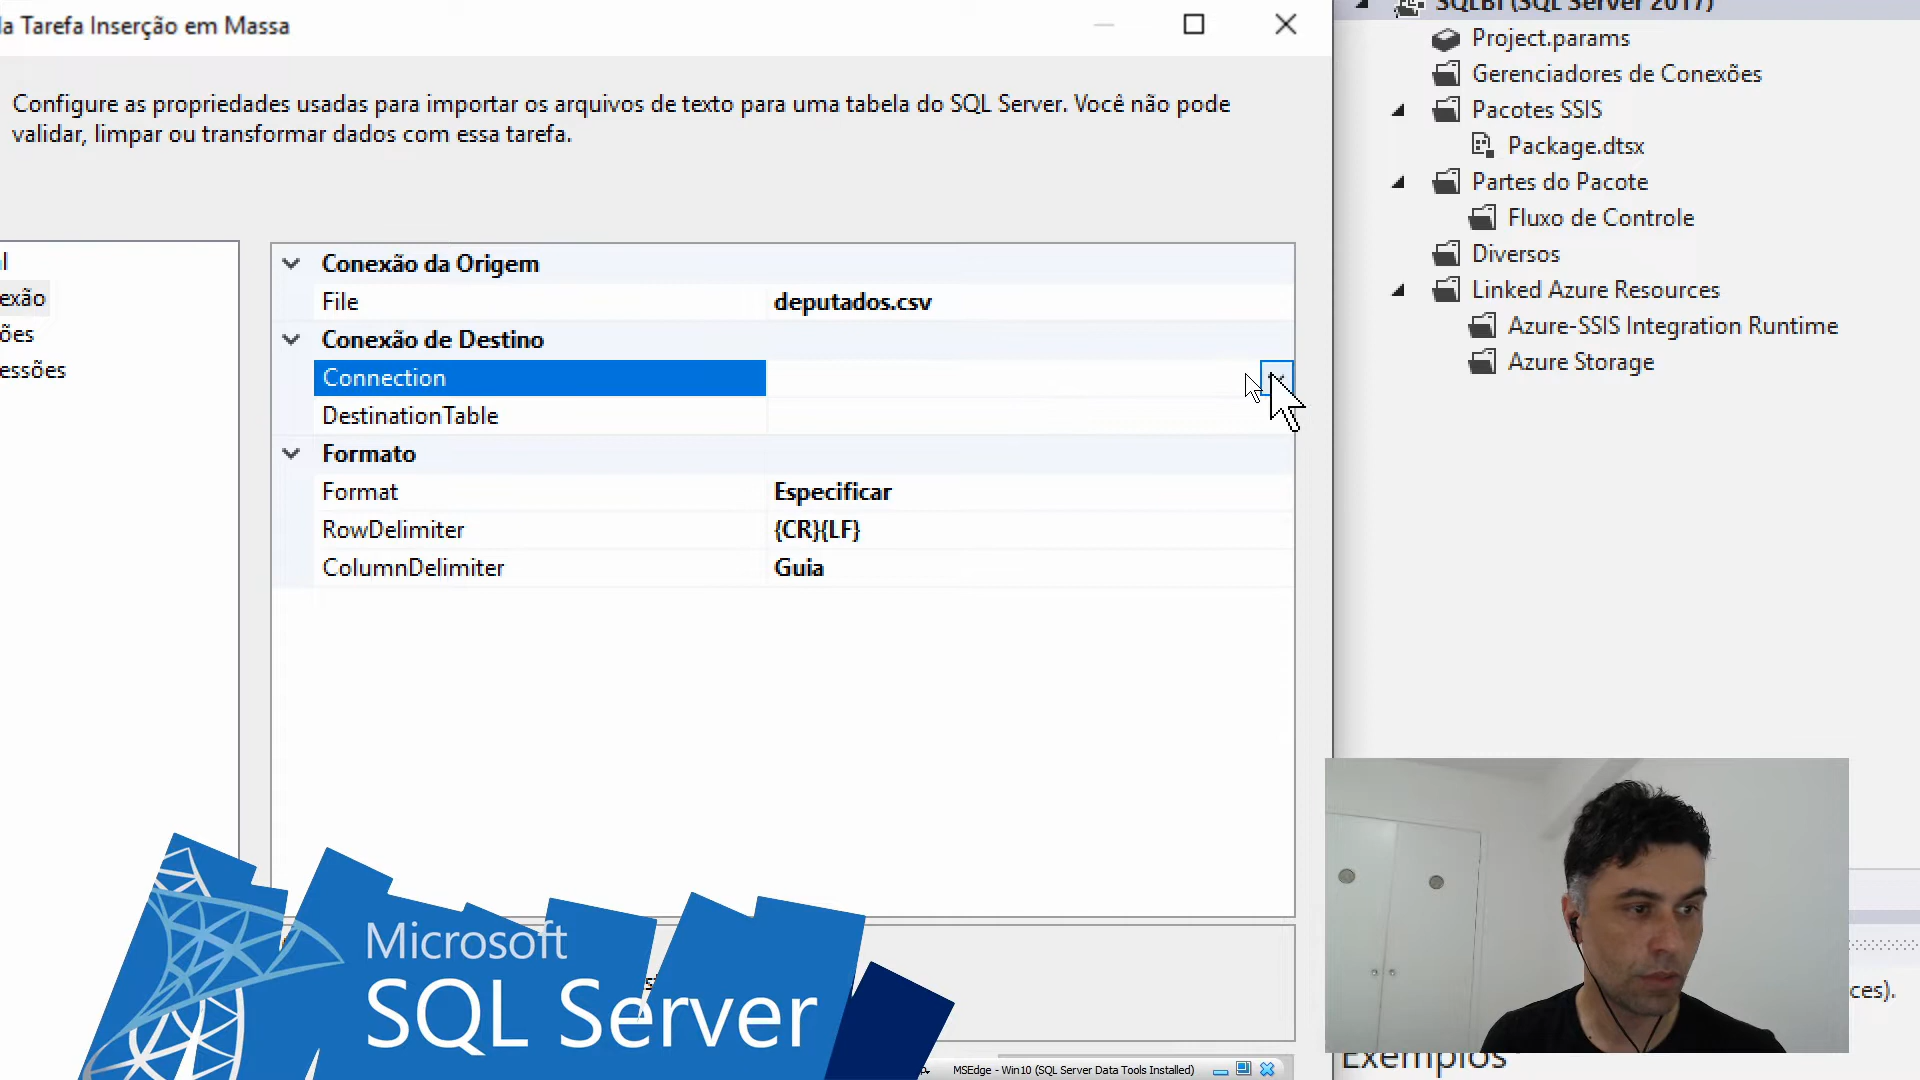 da Tarefa Inserção em Massa
Configure as propriedades usadas para importar os arquivos de texto para uma tabela do SQL Server. Você não pode
validar, limpar ou transformar dados com essa tarefa.
l
exão
ões
essões
Conexão da Origem
File deputados.csv
Conexão de Destino
Connection
DestinationTable
Formato
Format Especificar
RowDelimiter {CR}{LF}
ColumnDelimiter Guia
SQLBI (SQL Server 2017)
Project.params
Gerenciadores de Conexões
Pacotes SSIS
Package.dtsx
Partes do Pacote
Fluxo de Controle
Diversos
Linked Azure Resources
Azure-SSIS Integration Runtime
Azure Storage
Microsoft
SQL Server
MSEdge - Win10 (SQL Server Data Tools Installed)
ces).
Exemplos